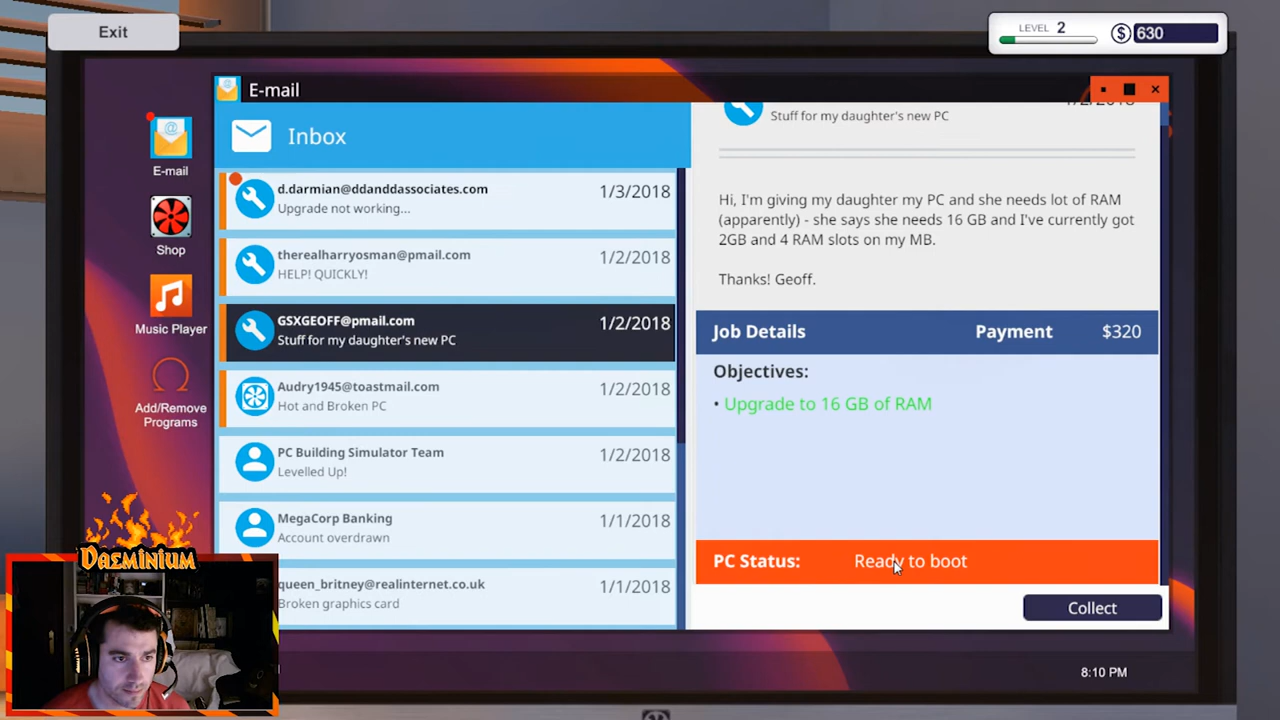 Exit
LEVEL 2
$ 630
E-mail
E-mail
Shop
Music Player
Add/Remove
Programs
Inbox
d.darmian@ddanddassociates.com 1/3/2018
Upgrade not working...
therealharryosman@pmail.com 1/2/2018
HELP! QUICKLY!
GSXGEOFF@pmail.com 1/2/2018
Stuff for my daughter's new PC
Audry1945@toastmail.com 1/2/2018
Hot and Broken PC
PC Building Simulator Team 1/2/2018
Levelled Up!
MegaCorp Banking 1/1/2018
Account overdrawn
queen_britney@realinternet.co.uk 1/1/2018
Broken graphics card
Stuff for my daughter's new PC
Hi, I'm giving my daughter my PC and she needs lot of RAM
(apparently) - she says she needs 16 GB and I've currently got
2GB and 4 RAM slots on my MB.
Thanks! Geoff.
Job Details Payment $320
Objectives:
• Upgrade to 16 GB of RAM
PC Status: Ready to boot
Collect
8:10 PM
DAEMINIUM